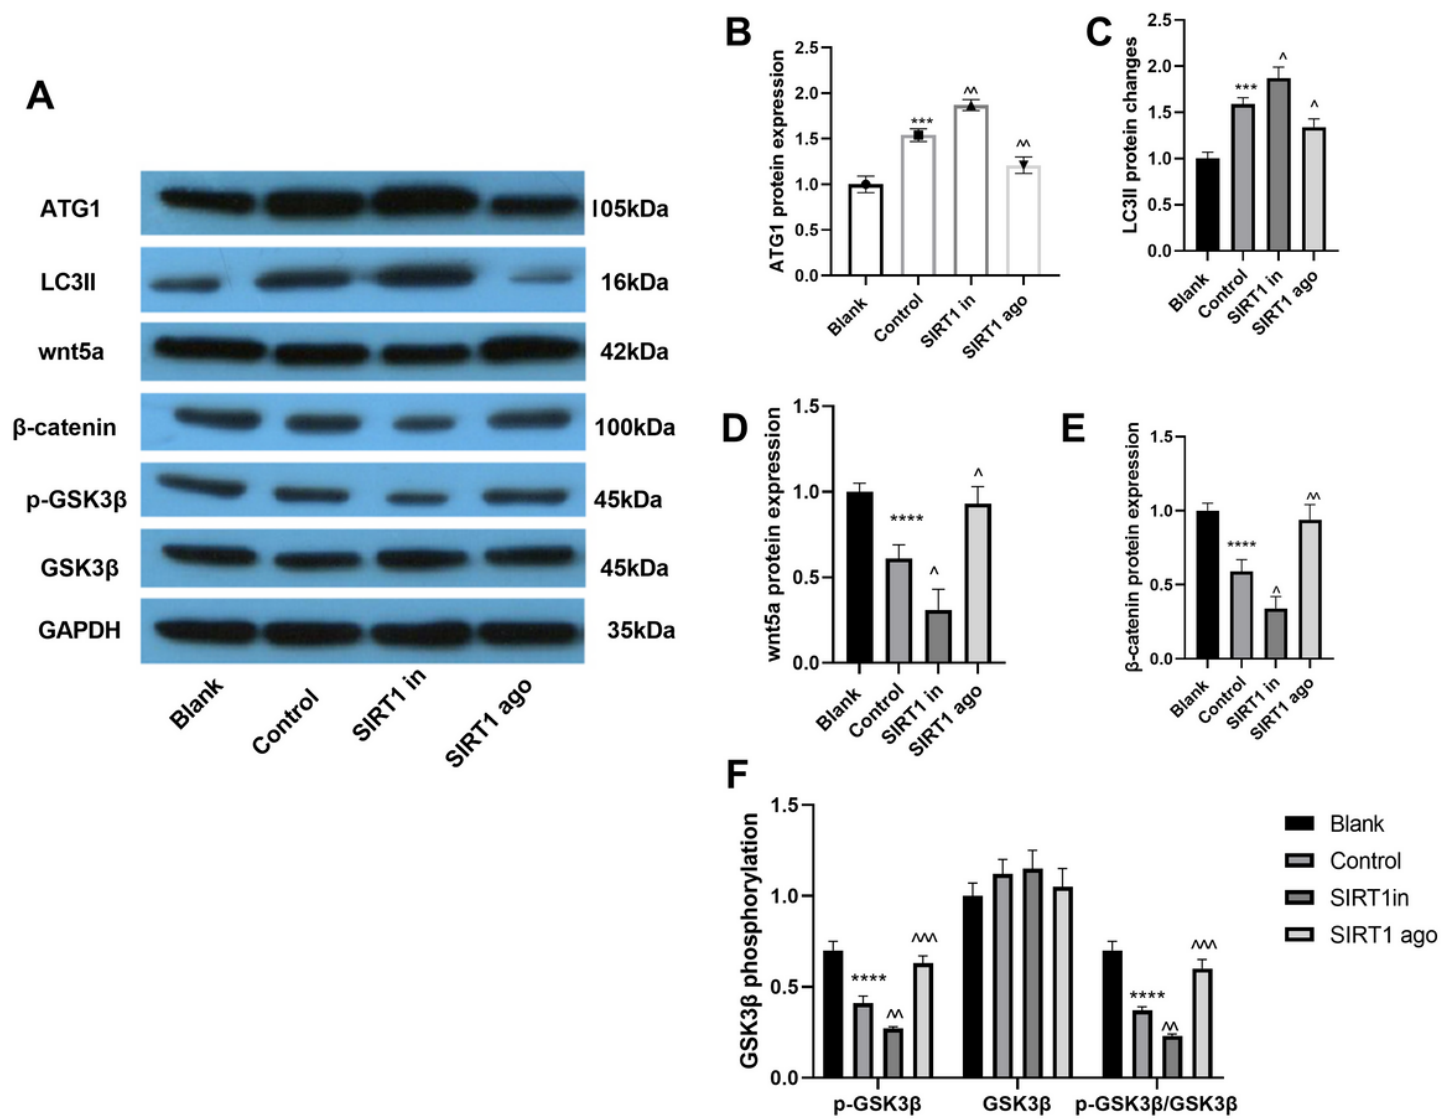 A
ATG1
105kDa
LC3II
16kDa
wnt5a
42kDa
β-catenin
100kDa
p-GSK3β
45kDa
GSK3β
45kDa
GAPDH
35kDa
Blank
Control
SIRT1 in
SIRT1 ago
B
ATG1 protein expression
2.5
2.0
1.5
1.0
0.5
0.0
***
^^
^^
Blank
Control
SIRT1 in
SIRT1 ago
C
LC3II protein changes
2.5
2.0
1.5
1.0
0.5
0.0
***
^
^
Blank
Control
SIRT1 in
SIRT1 ago
D
wnt5a protein expression
1.5
1.0
0.5
0.0
****
^
^
Blank
Control
SIRT1 in
SIRT1 ago
E
β-catenin protein expression
1.5
1.0
0.5
0.0
****
^
^^
Blank
Control
SIRT1 in
SIRT1 ago
F
GSK3β phosphorylation
1.5
1.0
0.5
0.0
****
^^
^^^
****
^^
^^^
p-GSK3β
GSK3β
p-GSK3β/GSK3β
Blank
Control
SIRT1in
SIRT1 ago